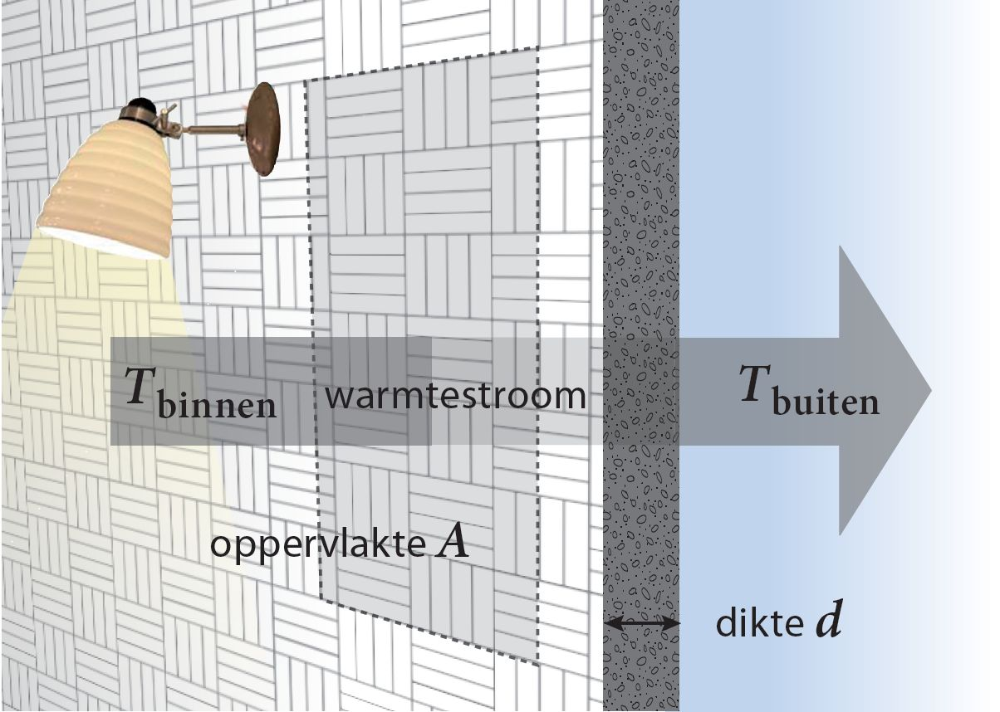 T binnen
warmtestroom
T buiten
oppervlakte A
dikte d